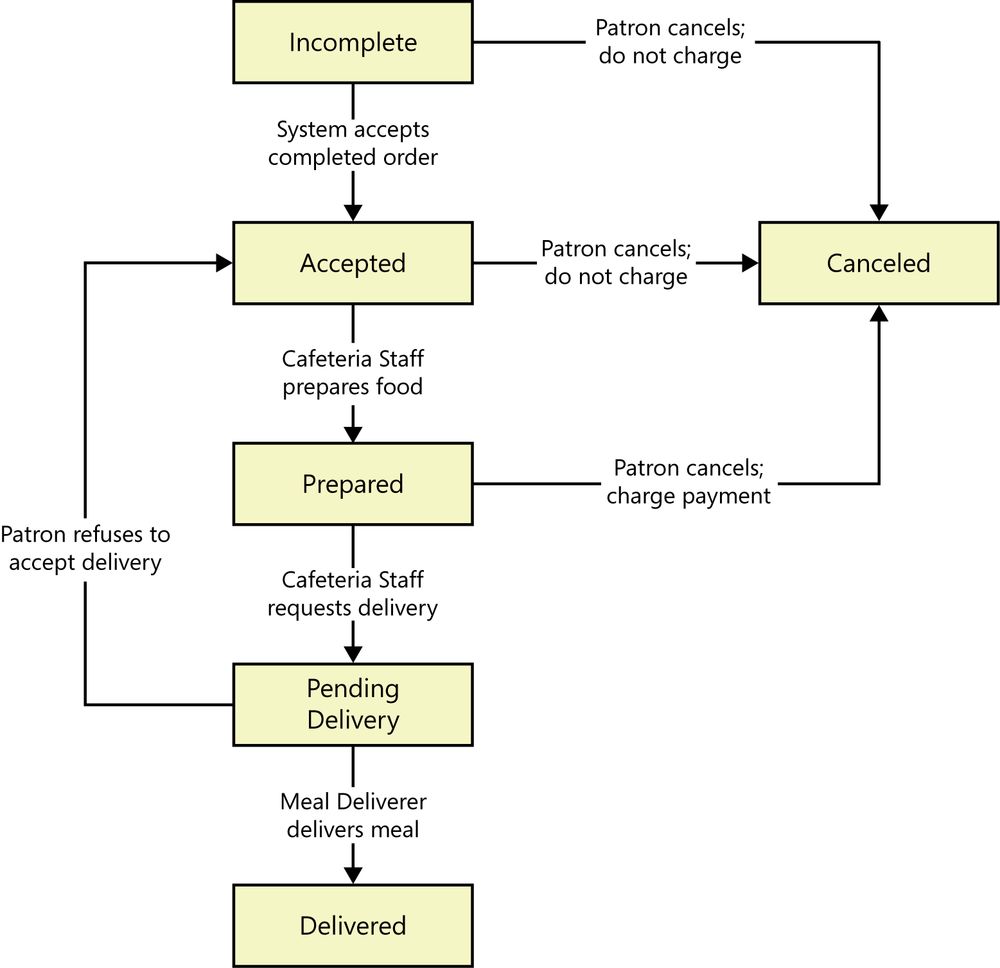 Incomplete
Patron cancels;
do not charge
System accepts
completed order
Accepted
Patron cancels;
do not charge
Canceled
Cafeteria Staff
prepares food
Prepared
Patron cancels;
charge payment
Patron refuses to
accept delivery
Cafeteria Staff
requests delivery
Pending
Delivery
Meal Deliverer
delivers meal
Delivered